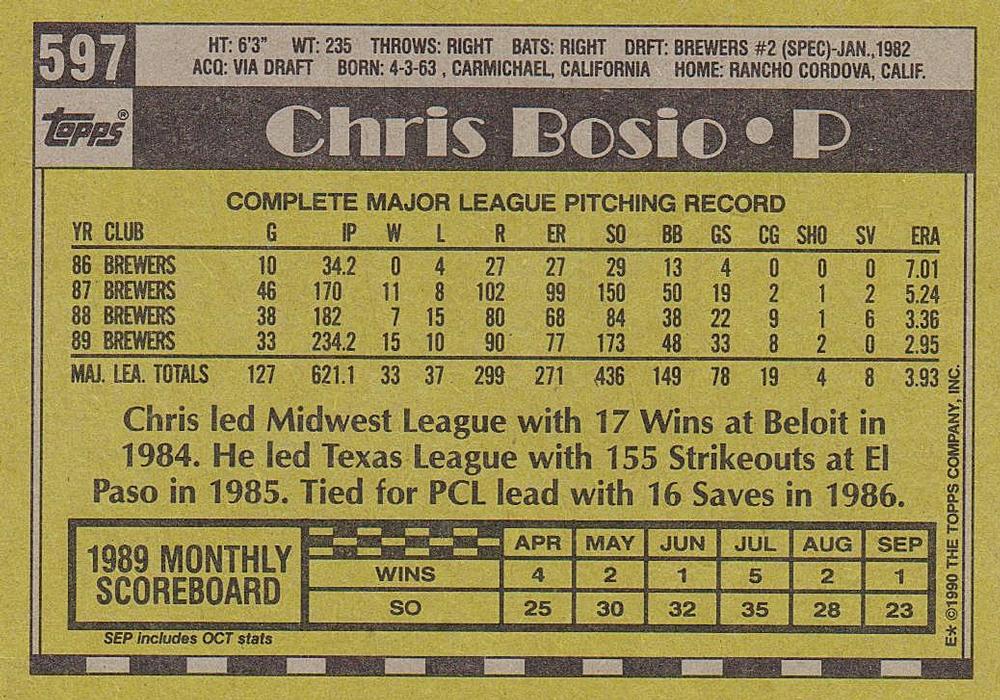 597
HT: 6'3" WT: 235 THROWS: RIGHT BATS: RIGHT DRFT: BREWERS #2 (SPEC)-JAN.,1982
ACQ: VIA DRAFT BORN: 4-3-63 , CARMICHAEL, CALIFORNIA HOME: RANCHO CORDOVA, CALIF.
Topps®
Chris Bosio • P
COMPLETE MAJOR LEAGUE PITCHING RECORD
YR CLUB G IP W L R ER SO BB GS CG SHO SV ERA
86 BREWERS 10 34.2 0 4 27 27 29 13 4 0 0 0 7.01
87 BREWERS 46 170 11 8 102 99 150 50 19 2 1 2 5.24
88 BREWERS 38 182 7 15 80 68 84 38 22 9 1 6 3.36
89 BREWERS 33 234.2 15 10 90 77 173 48 33 8 2 0 2.95
MAJ. LEA. TOTALS 127 621.1 33 37 299 271 436 149 78 19 4 8 3.93
Chris led Midwest League with 17 Wins at Beloit in
1984. He led Texas League with 155 Strikeouts at El
Paso in 1985. Tied for PCL lead with 16 Saves in 1986.
1989 MONTHLY
SCOREBOARD
APR MAY JUN JUL AUG SEP
WINS 4 2 1 5 2 1
SO 25 30 32 35 28 23
SEP includes OCT stats
E* ©1990 THE TOPPS COMPANY, INC.